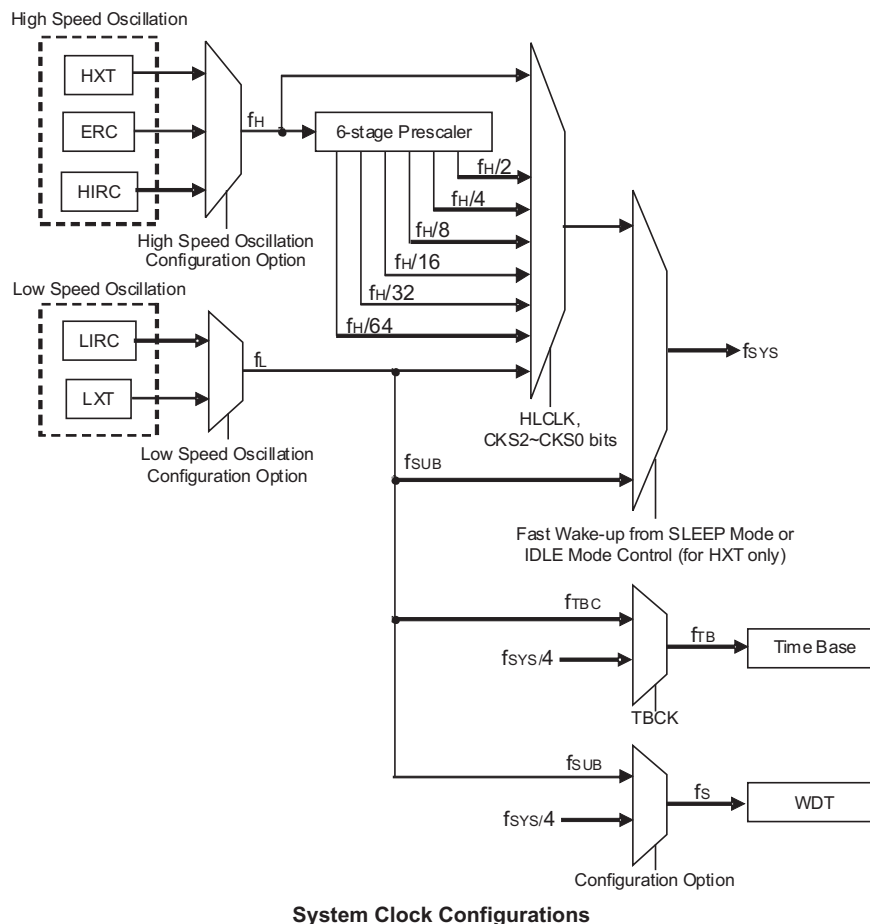 High Speed Oscillation
HXT
ERC
HIRC
fH
6-stage Prescaler
fH/2
fH/4
fH/8
fH/16
fH/32
fH/64
High Speed Oscillation
Configuration Option
Low Speed Oscillation
LIRC
LXT
fL
Low Speed Oscillation
Configuration Option
HLCLK,
CKS2~CKS0 bits
fSYS
fSUB
Fast Wake-up from SLEEP Mode or
IDLE Mode Control (for HXT only)
fTBC
fSYS/4
fTB
Time Base
TBCK
fSUB
fSYS/4
fS
WDT
Configuration Option
System Clock Configurations